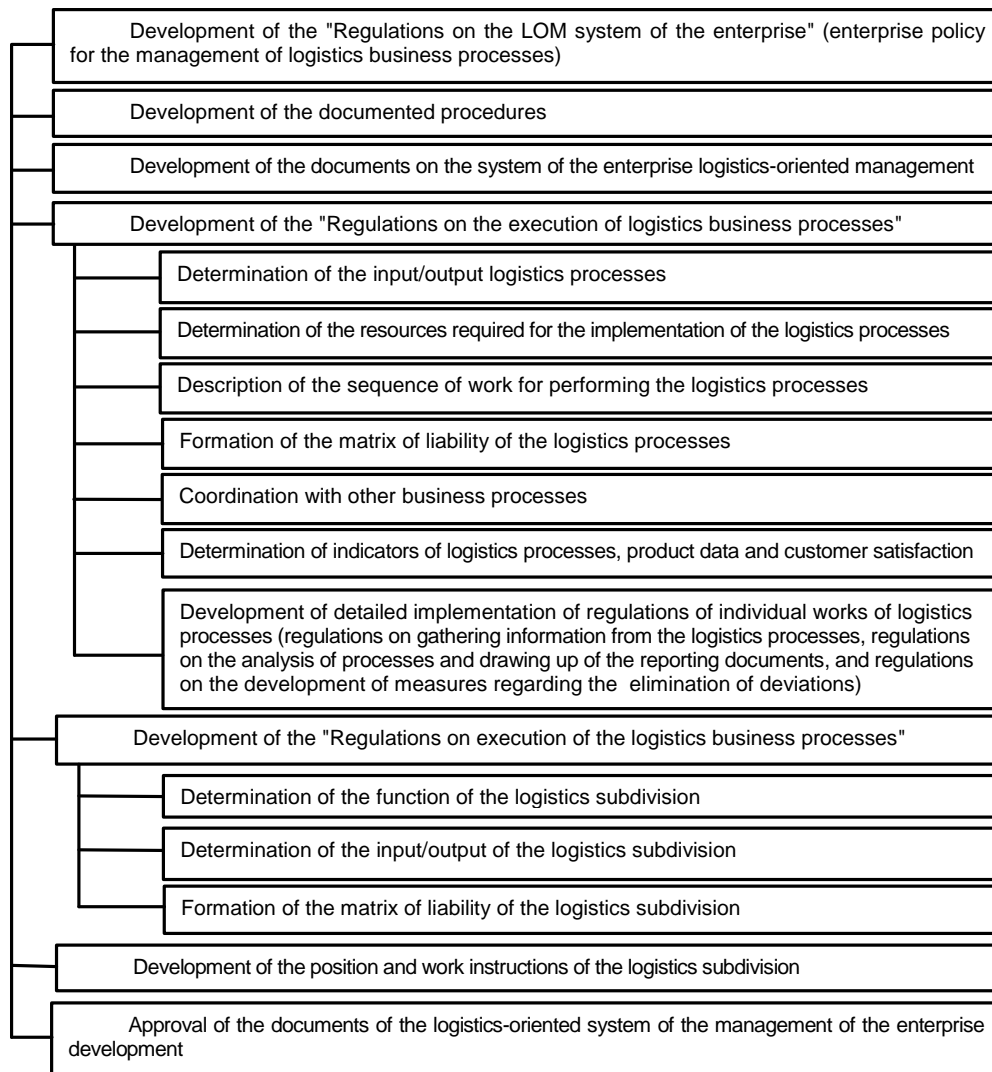 Development of the "Regulations on the LOM system of the enterprise" (enterprise policy
for the management of logistics business processes)
Development of the documented procedures
Development of the documents on the system of the enterprise logistics-oriented management
Development of the "Regulations on the execution of logistics business processes"
Determination of the input/output logistics processes
Determination of the resources required for the implementation of the logistics processes
Description of the sequence of work for performing the logistics processes
Formation of the matrix of liability of the logistics processes
Coordination with other business processes
Determination of indicators of logistics processes, product data and customer satisfaction
Development of detailed implementation of regulations of individual works of logistics
processes (regulations on gathering information from the logistics processes, regulations
on the analysis of processes and drawing up of the reporting documents, and regulations
on the development of measures regarding the elimination of deviations)
Development of the "Regulations on execution of the logistics business processes"
Determination of the function of the logistics subdivision
Determination of the input/output of the logistics subdivision
Formation of the matrix of liability of the logistics subdivision
Development of the position and work instructions of the logistics subdivision
Approval of the documents of the logistics-oriented system of the management of the enterprise
development